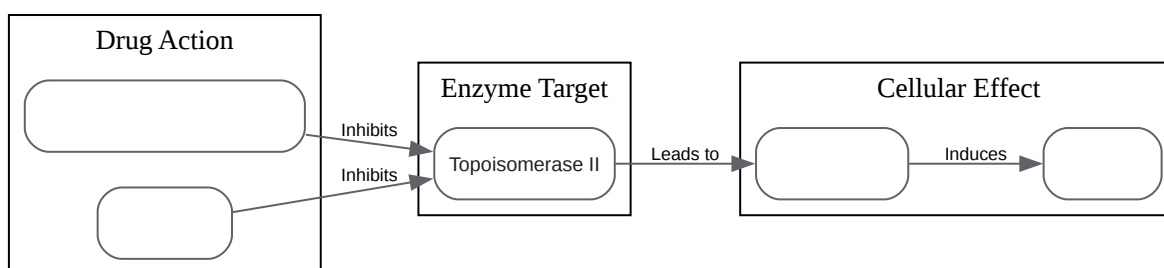 Drug Action
Enzyme Target
Cellular Effect
Inhibits
Topoisomerase II
Leads to
Induces
Inhibits